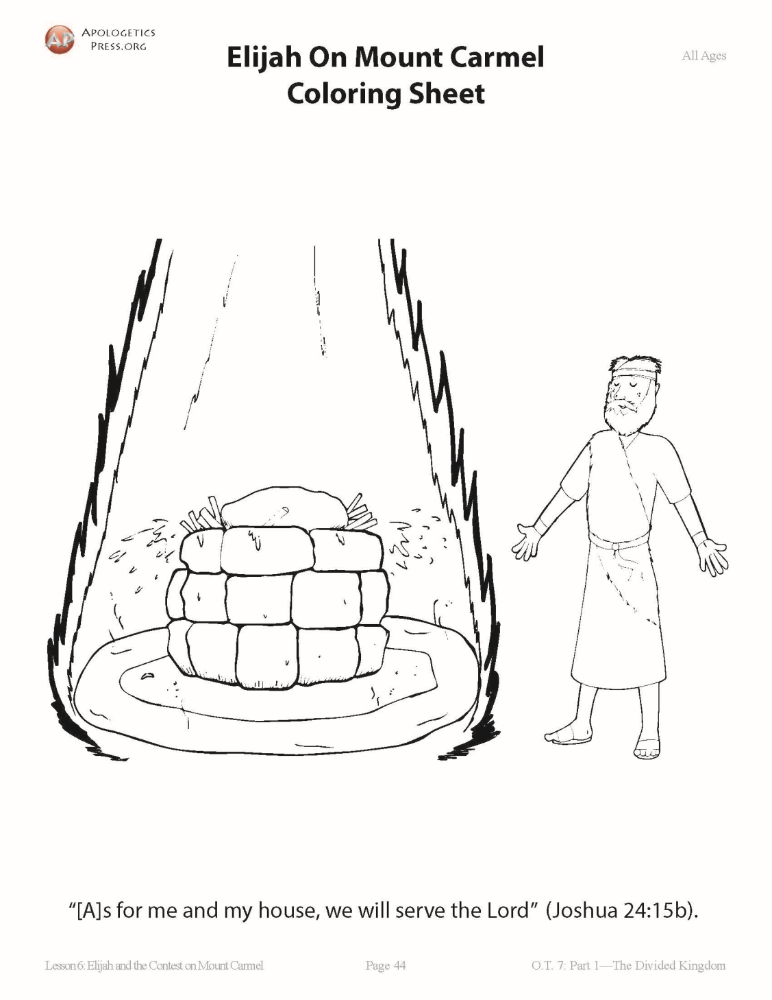 AP APOLOGETICS
PRESS.ORG
Elijah On Mount Carmel
Coloring Sheet
All Ages
“[A]s for me and my house, we will serve the Lord” (Joshua 24:15b).
Lesson 6: Elijah and the Contest on Mount Carmel Page 44 O.T. 7: Part 1—The Divided Kingdom